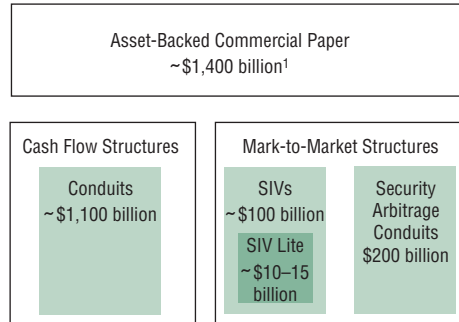 Asset-Backed Commercial Paper
~$1,400 billion¹
Cash Flow Structures
Conduits
~$1,100 billion
Mark-to-Market Structures
SIVs
~$100 billion
SIV Lite
~$10–15
billion
Security
Arbitrage
Conduits
$200 billion